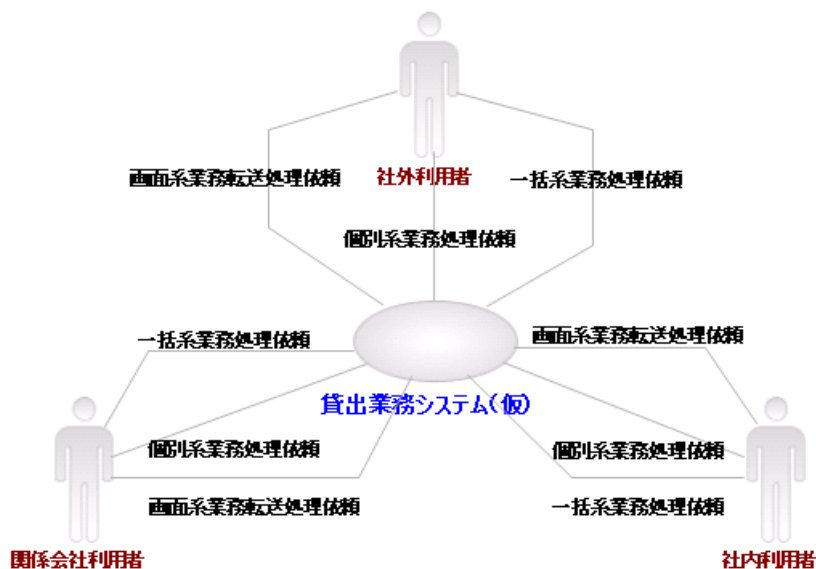 画面系業務転送処理依頼
社外利用者
一括系業務処理依頼
個別系業務処理依頼
一括系業務処理依頼
画面系業務転送処理依頼
貸出業務システム(仮)
個別系業務処理依頼
個別系業務処理依頼
画面系業務転送処理依頼
一括系業務処理依頼
関係会社利用者
社内利用者